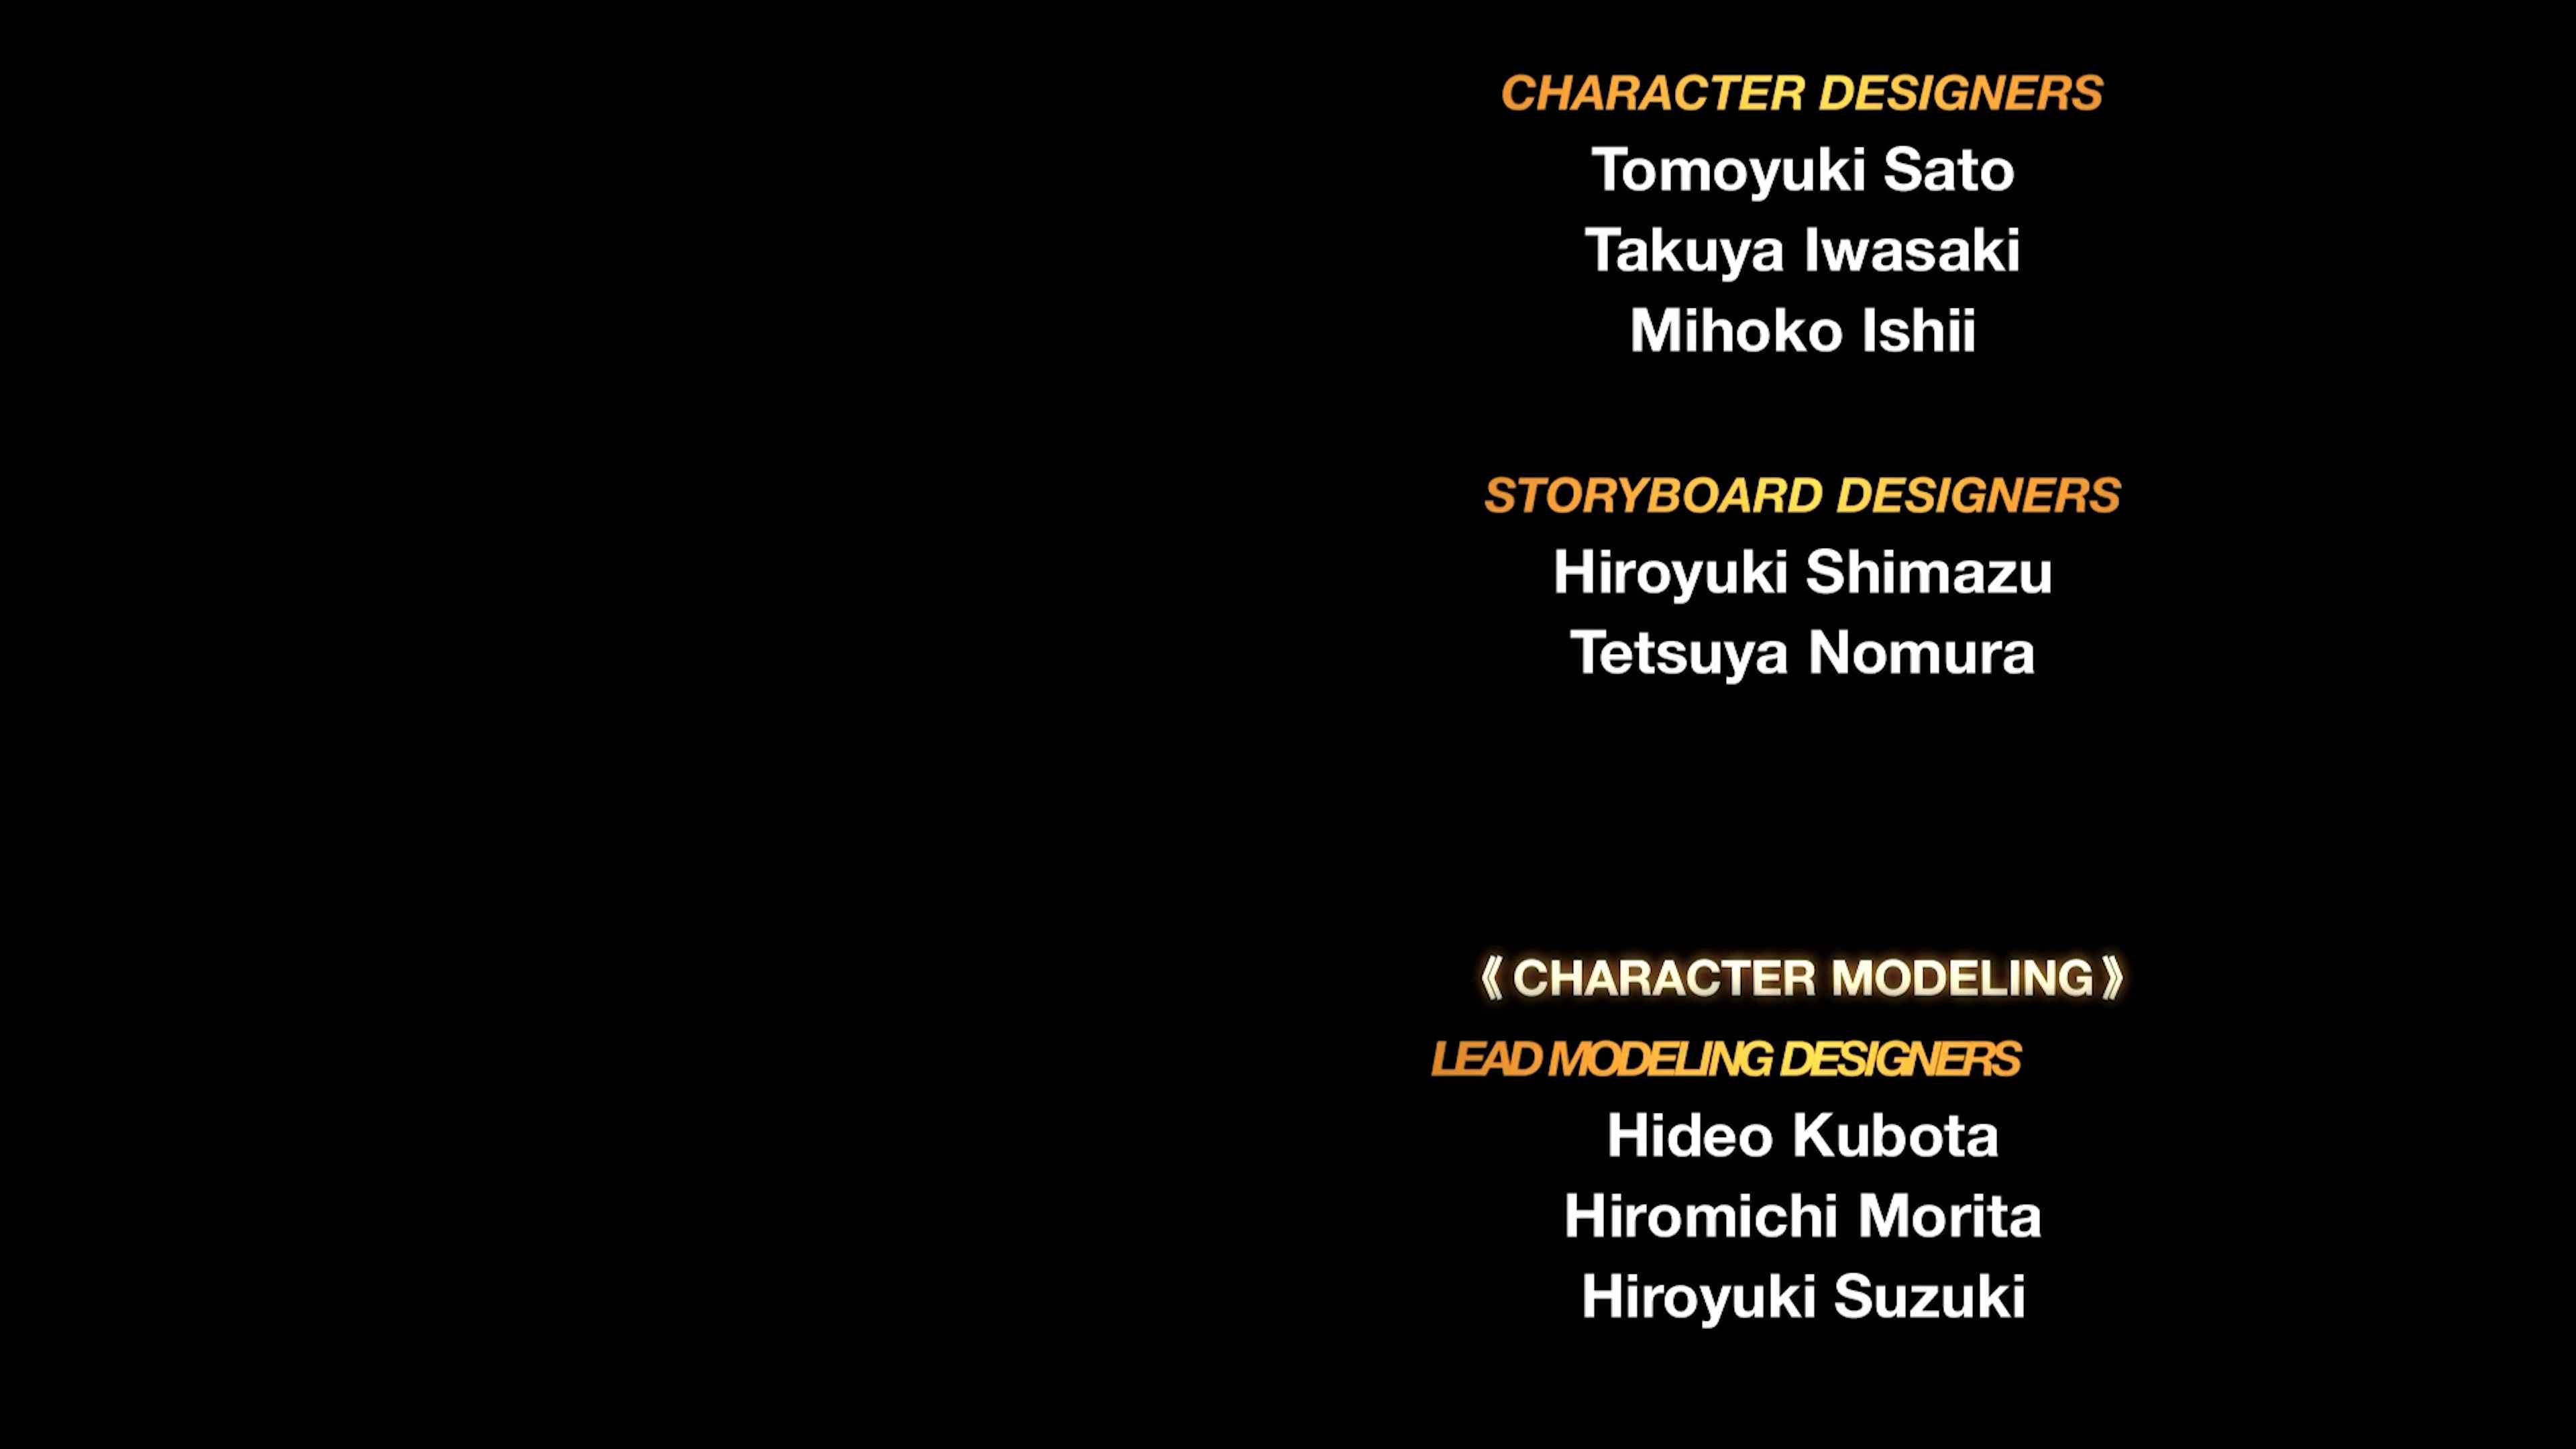 CHARACTER DESIGNERS
Tomoyuki Sato
Takuya Iwasaki
Mihoko Ishii
STORYBOARD DESIGNERS
Hiroyuki Shimazu
Tetsuya Nomura
《CHARACTER MODELING》
LEAD MODELING DESIGNERS
Hideo Kubota
Hiromichi Morita
Hiroyuki Suzuki